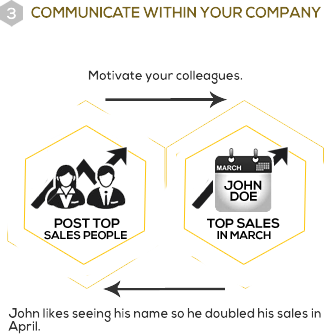 3 COMMUNICATE WITHIN YOUR COMPANY
Motivate your colleagues.
POST TOP
SALES PEOPLE
MARCH
JOHN
DOE
TOP SALES
IN MARCH
John likes seeing his name so he doubled his sales in
April.